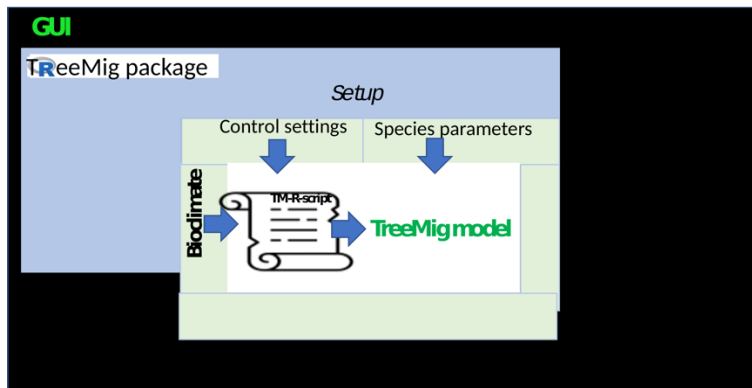 GUI
TReeMig package
Setup
Control settings
Species parameters
Bioclimate
TM-R-script
TreeMig model